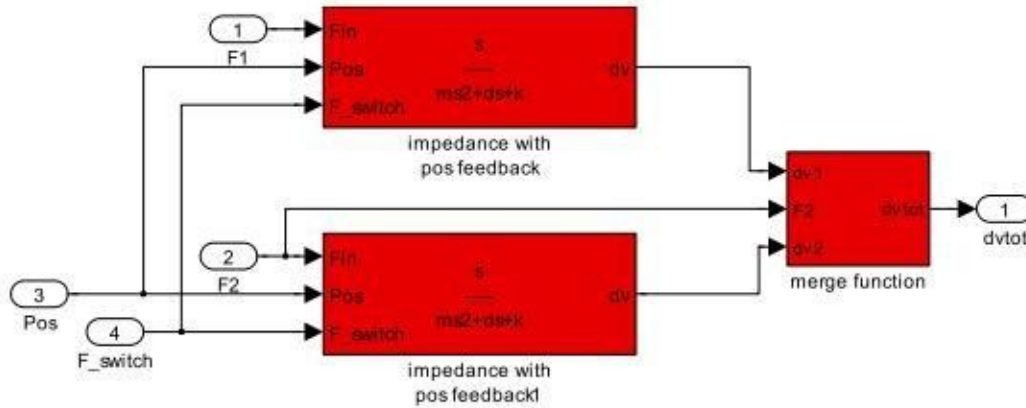 1
F1
Fin
Pos
F_switch
s
ms2+ds+k
dv
impedance with
pos feedback
2
F2
3
Pos
4
F_switch
Fin
Pos
F_switch
s
ms2+ds+k
dv
impedance with
pos feedback1
dv1
F2
dv2
dvtot
merge function
1
dvtot